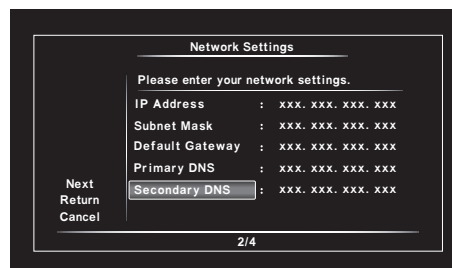 Network Settings
Please enter your network settings.
IP Address : xxx. xxx. xxx. xxx
Subnet Mask : xxx. xxx. xxx. xxx
Default Gateway : xxx. xxx. xxx. xxx
Primary DNS : xxx. xxx. xxx. xxx
Secondary DNS : xxx. xxx. xxx. xxx
Next
Return
Cancel
2/4